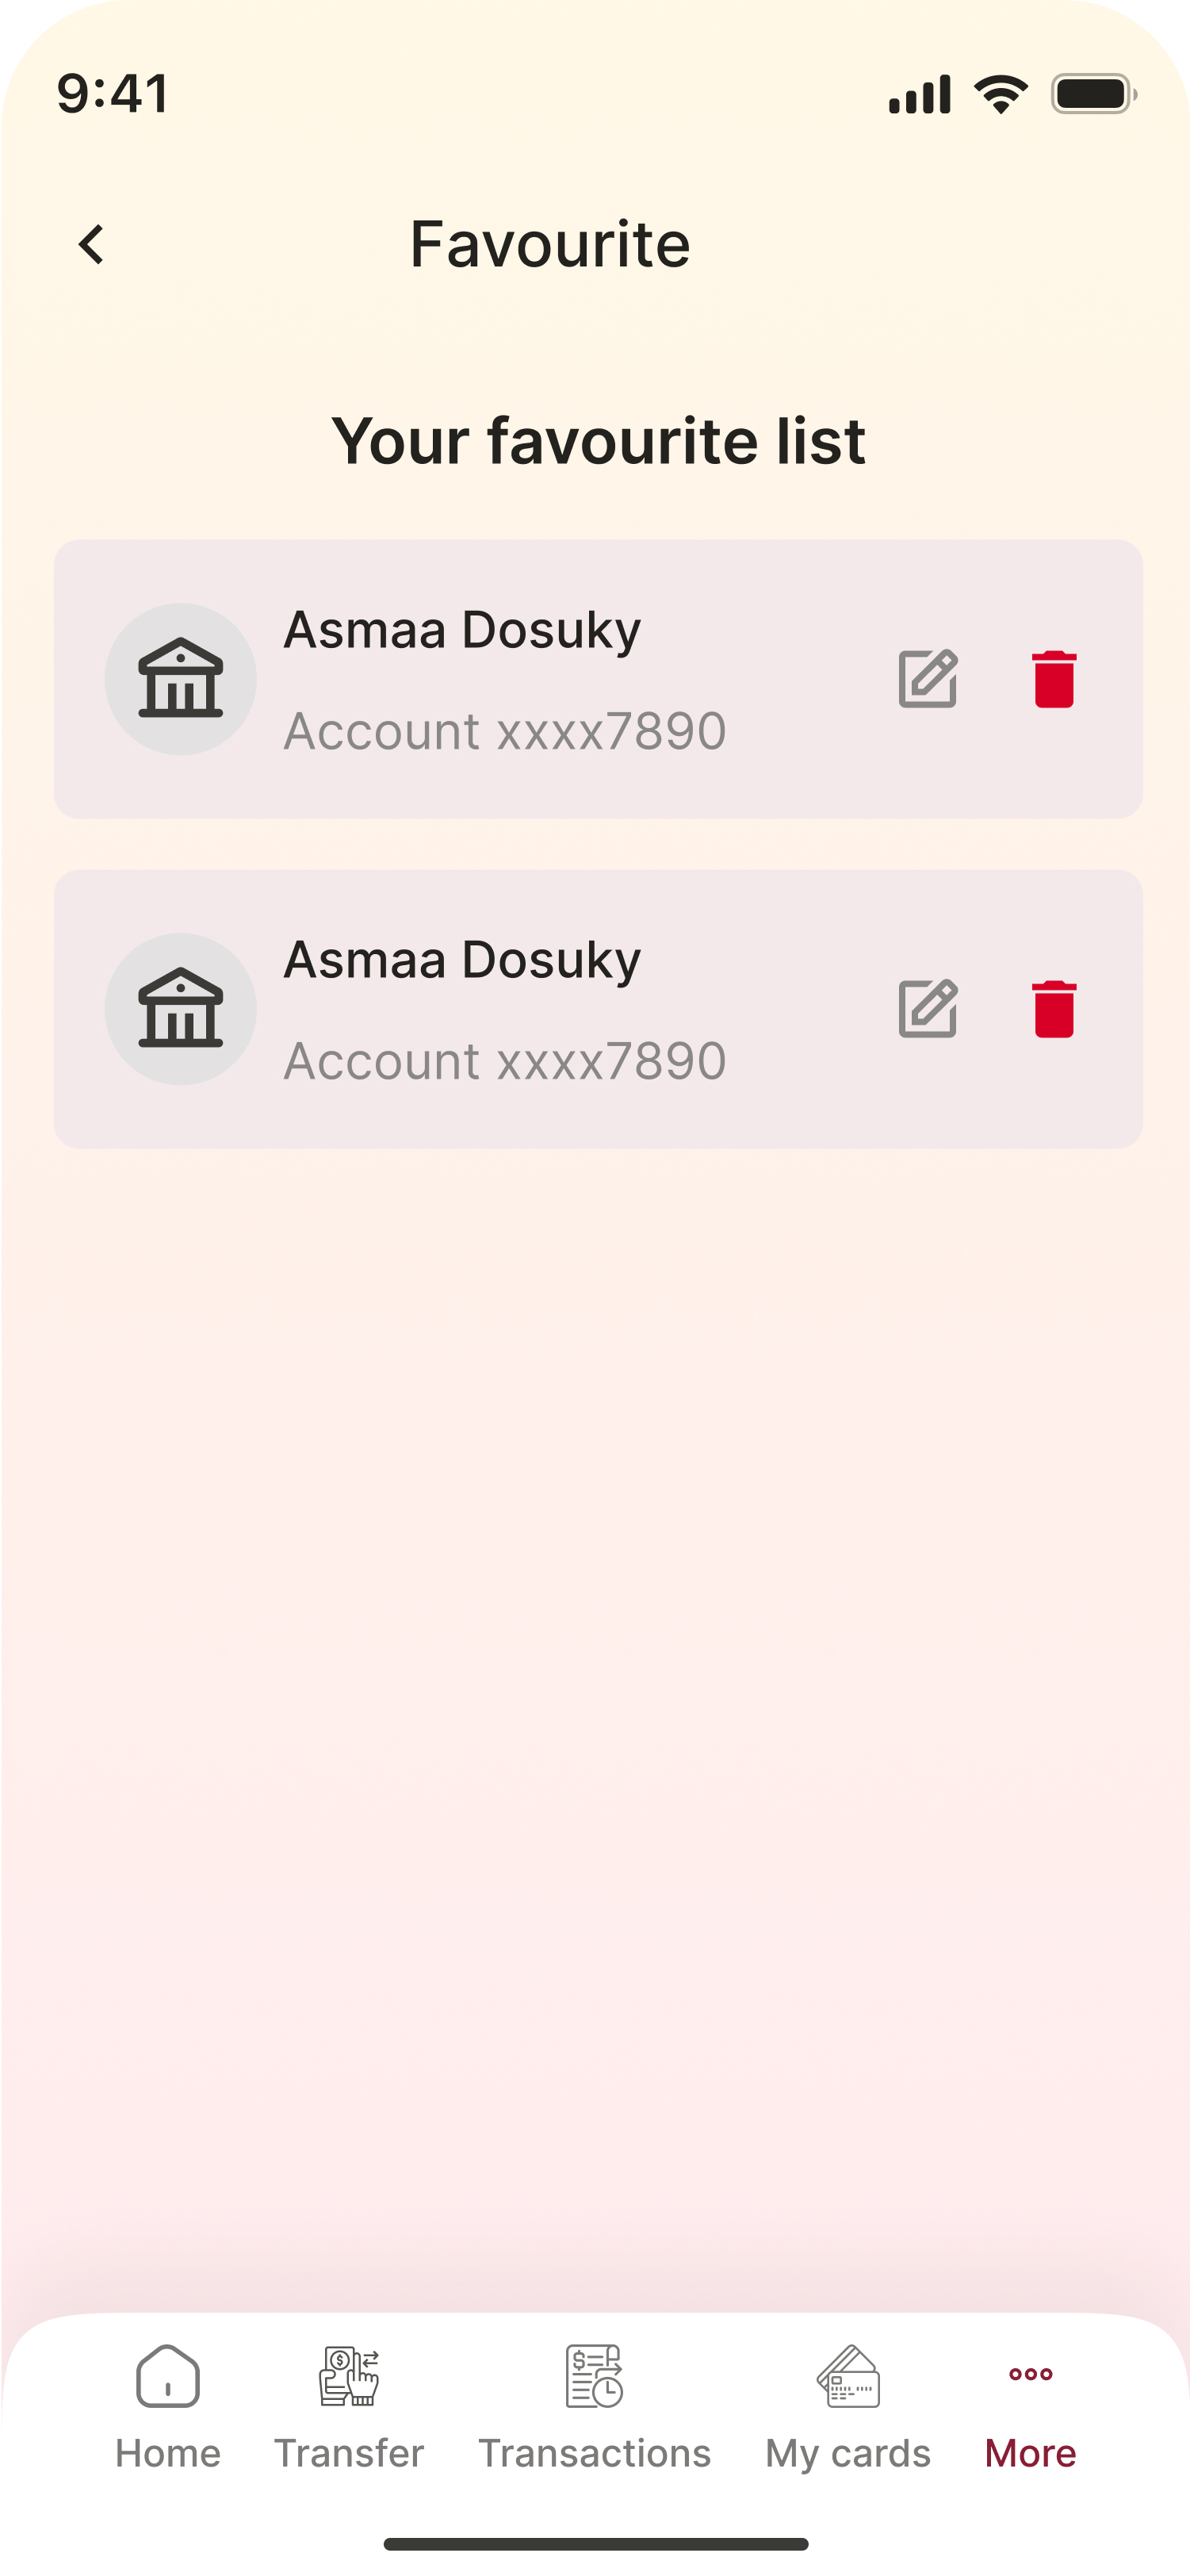 9:41
Favourite
Your favourite list
Asmaa Dosuky
Account xxxx7890
Asmaa Dosuky
Account xxxx7890
Home
Transfer
Transactions
My cards
More